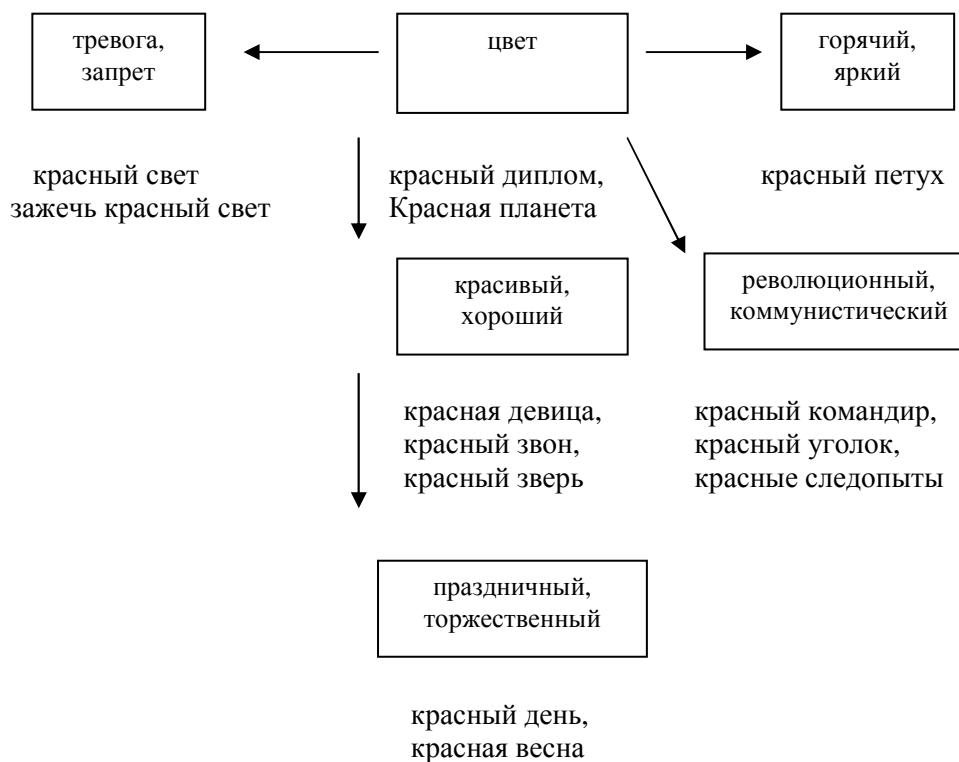 тревога,
запрет
цвет
горячий,
яркий
красный свет
зажечь красный свет
красный диплом,
Красная планета
красный петух
красивый,
хороший
революционный,
коммунистический
красная девица,
красный звон,
красный зверь
красный командир,
красный уголок,
красные следопыты
праздничный,
торжественный
красный день,
красная весна